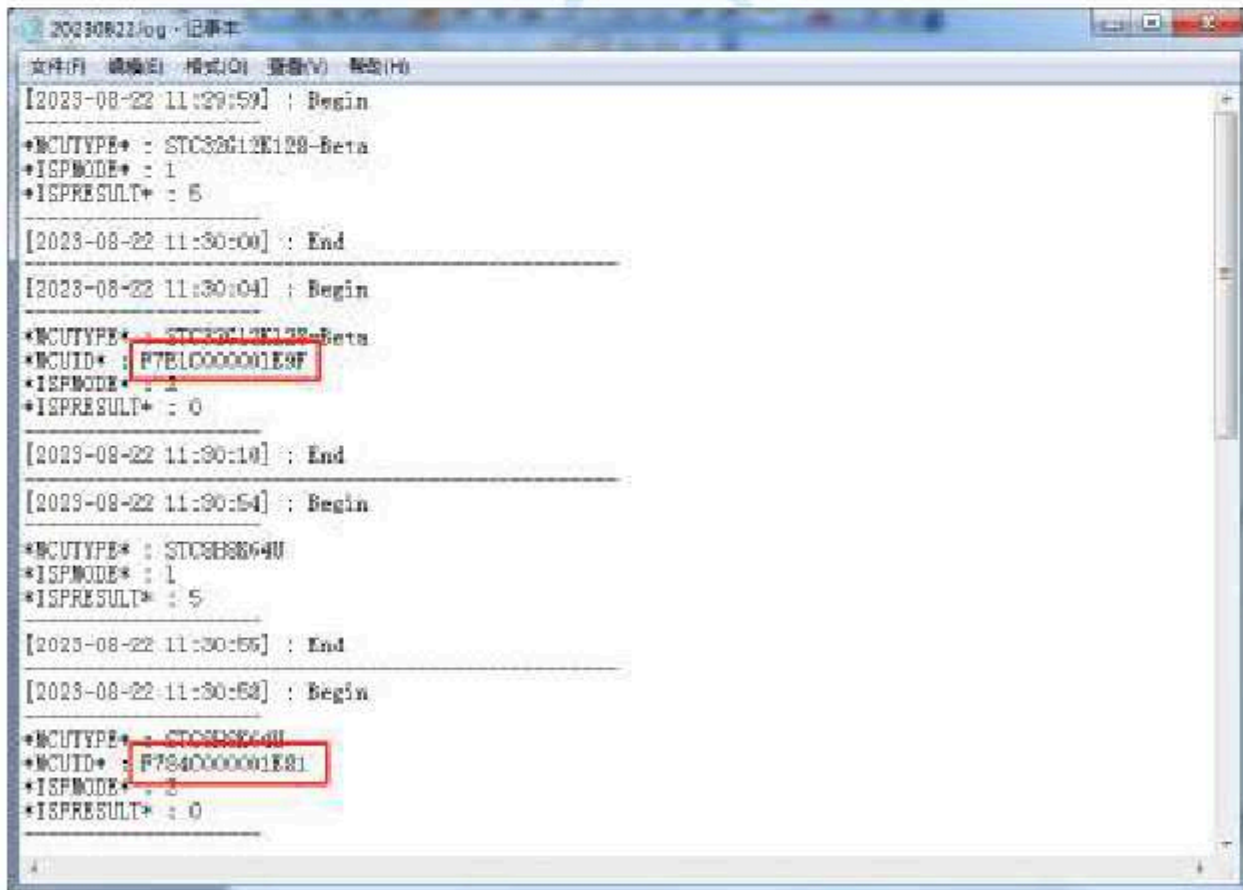 20230822.log - 记事本
文件(F) 编辑(E) 格式(O) 查看(V) 帮助(H)
[2023-08-22 11:29:59] : Begin
*MCUTYPE* : STC32G12K128-Beta
*ISPMODE* : 1
*ISPRESULT* : 5
[2023-08-22 11:30:00] : End
[2023-08-22 11:30:04] : Begin
*MCUTYPE* : STC32G12K128-Beta
*MCUID* :
*ISPMODE* :
*ISPRESULT* : 0
[2023-08-22 11:30:10] : End
[2023-08-22 11:30:54] : Begin
*MCUTYPE* : STC8H8K64U
*ISPMODE* : 1
*ISPRESULT* : 5
[2023-08-22 11:30:55] : End
[2023-08-22 11:30:58] : Begin
*MCUTYPE* : STC8H8K64U
*MCUID* :
*ISPMODE* :
*ISPRESULT* : 0